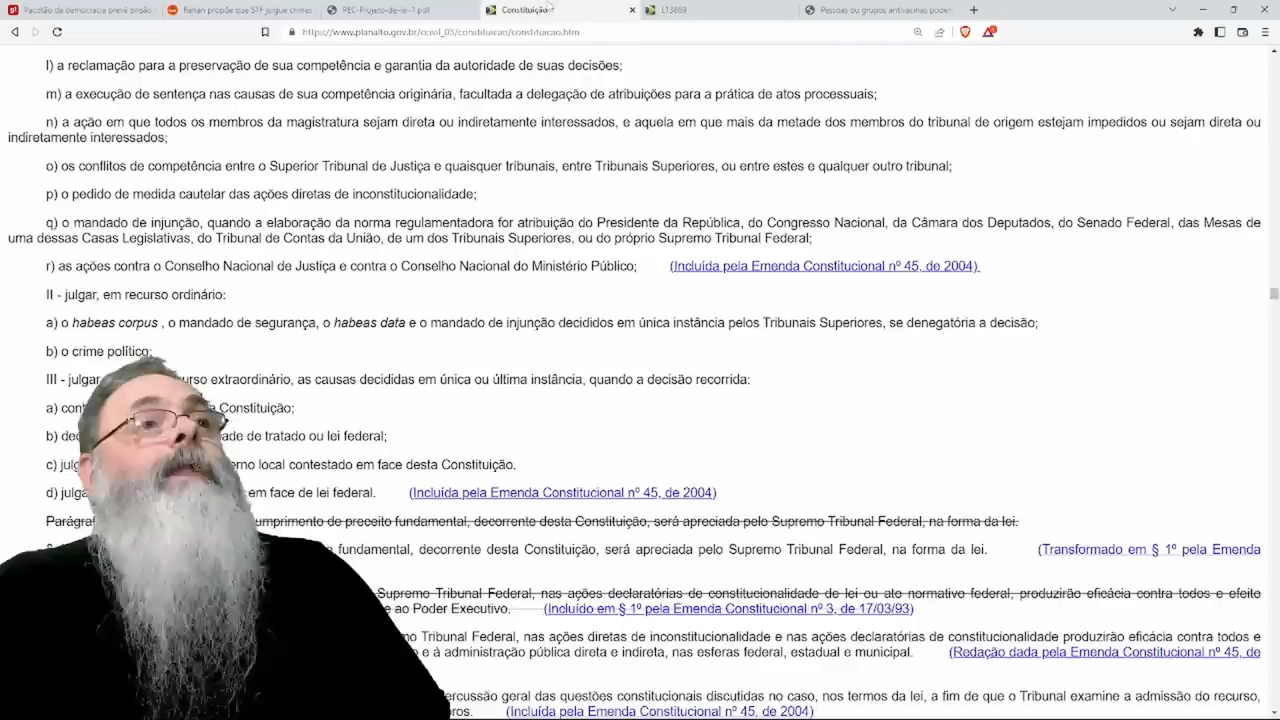 Pacotão da democracia prevê prisão
Renan propõe que STF julgue crimes
PEC-Projeto-de-lei-1.pdf
Constituição
L13869
Pessoas ou grupos antivacinas podem
https://www.planalto.gov.br/ccivil_03/constituicao/constituicao.htm
l) a reclamação para a preservação de sua competência e garantia da autoridade de suas decisões;
m) a execução de sentença nas causas de sua competência originária, facultada a delegação de atribuições para a prática de atos processuais;
n) a ação em que todos os membros da magistratura sejam direta ou indiretamente interessados, e aquela em que mais da metade dos membros do tribunal de origem estejam impedidos ou sejam direta ou
indiretamente interessados;
o) os conflitos de competência entre o Superior Tribunal de Justiça e quaisquer tribunais, entre Tribunais Superiores, ou entre estes e qualquer outro tribunal;
p) o pedido de medida cautelar das ações diretas de inconstitucionalidade;
q) o mandado de injunção, quando a elaboração da norma regulamentadora for atribuição do Presidente da República, do Congresso Nacional, da Câmara dos Deputados, do Senado Federal, das Mesas de
uma dessas Casas Legislativas, do Tribunal de Contas da União, de um dos Tribunais Superiores, ou do próprio Supremo Tribunal Federal;
r) as ações contra o Conselho Nacional de Justiça e contra o Conselho Nacional do Ministério Público; (Incluída pela Emenda Constitucional nº 45, de 2004)
II - julgar, em recurso ordinário:
a) o habeas corpus , o mandado de segurança, o habeas data e o mandado de injunção decididos em única instância pelos Tribunais Superiores, se denegatória a decisão;
b) o crime político;
III - julgar urso extraordinário, as causas decididas em única ou última instância, quando a decisão recorrida:
a) cont a Constituição;
b) dec ade de tratado ou lei federal;
c) julg erno local contestado em face desta Constituição.
d) julga em face de lei federal. (Incluída pela Emenda Constitucional nº 45, de 2004)
Parágraf umprimento de preceito fundamental, decorrente desta Constituição, será apreciada pelo Supremo Tribunal Federal, na forma da lei.
fundamental, decorrente desta Constituição, será apreciada pelo Supremo Tribunal Federal, na forma da lei. (Transformado em § 1º pela Emenda
Supremo Tribunal Federal, nas ações declaratórias de constitucionalidade de lei ou ato normativo federal, produzirão eficácia contra todos e efeito
e ao Poder Executivo. (Incluído em § 1º pela Emenda Constitucional nº 3, de 17/03/93)
mo Tribunal Federal, nas ações diretas de inconstitucionalidade e nas ações declaratórias de constitucionalidade produzirão eficácia contra todos e
o e à administração pública direta e indireta, nas esferas federal, estadual e municipal. (Redação dada pela Emenda Constitucional nº 45, de
ercussão geral das questões constitucionais discutidas no caso, nos termos da lei, a fim de que o Tribunal examine a admissão do recurso,
ros. (Incluída pela Emenda Constitucional nº 45, de 2004)